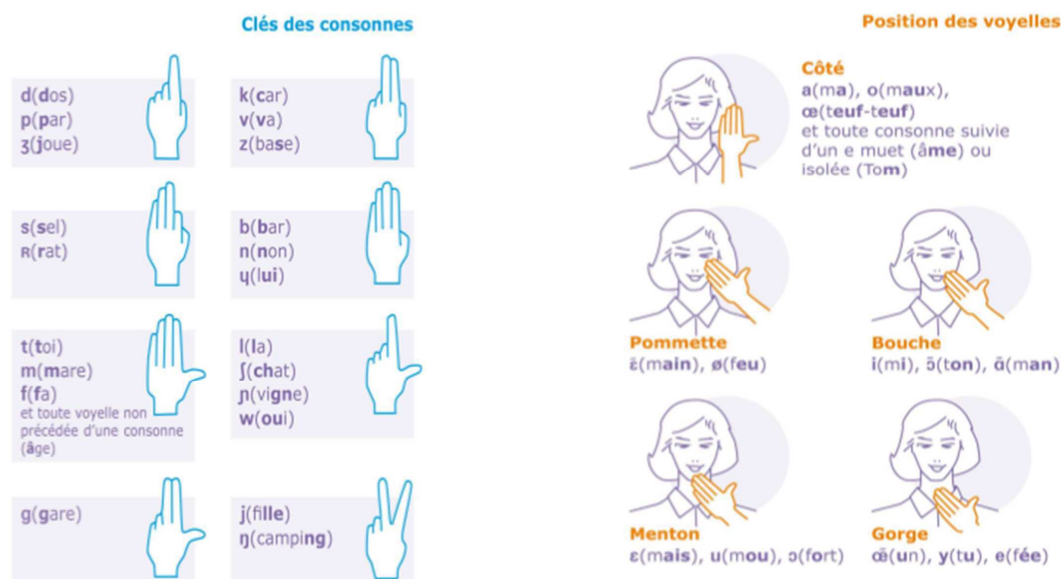 Clés des consonnes
d(dos)
p(par)
ʒ(joue)
k(car)
v(va)
z(base)
s(sel)
ʀ(rat)
b(bar)
n(non)
ɥ(lui)
t(toi)
m(mare)
f(fa)
et toute voyelle non
précédée d'une consonne
(âge)
l(la)
ʃ(chat)
ɲ(vigne)
w(oui)
g(gare)
j(fille)
ŋ(camping)
Position des voyelles
Côté
a(ma), o(maux),
œ(teuf-teuf)
et toute consonne suivie
d'un e muet (âme) ou
isolée (Tom)
Pommette
ɛ̃(main), ø(feu)
Bouche
i(mi), ɔ̃(ton), ɑ̃(man)
Menton
ɛ(mais), u(mou), ɔ(fort)
Gorge
œ̃(un), y(tu), e(fée)